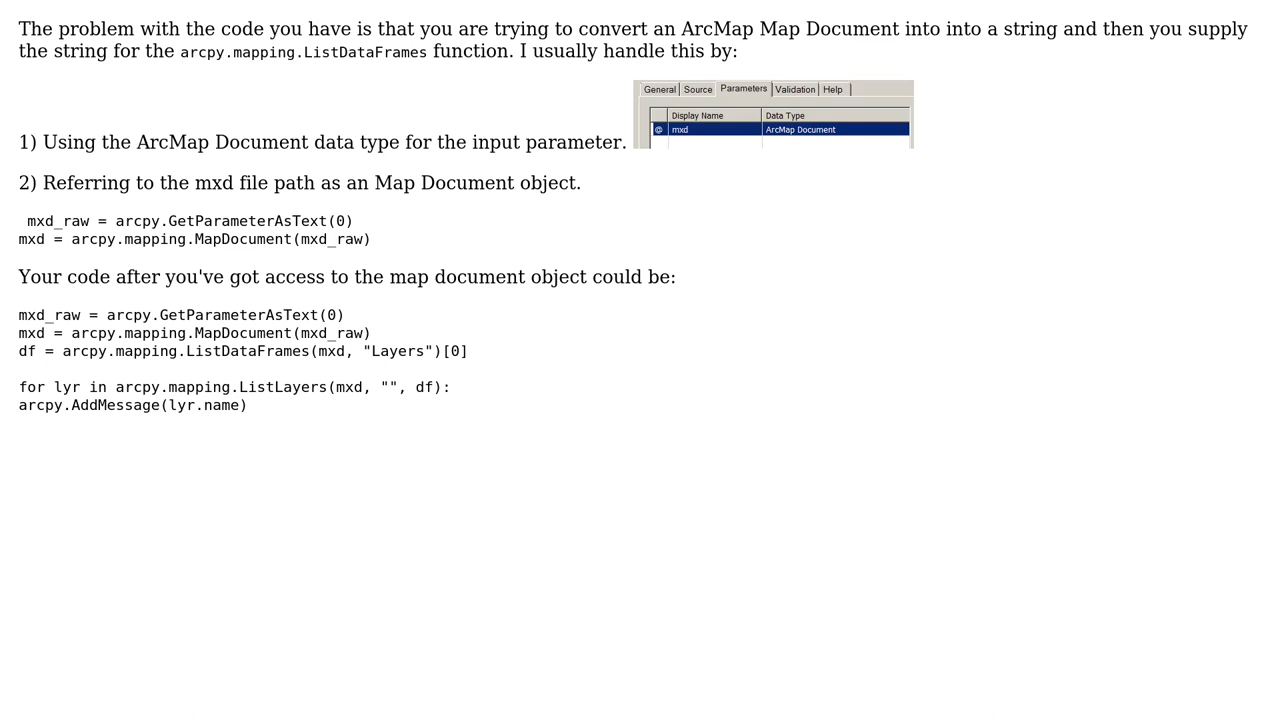 The problem with the code you have is that you are trying to convert an ArcMap Map Document into into a string and then you supply
the string for the arcpy.mapping.ListDataFrames function. I usually handle this by:
General Source Parameters Validation Help
Display Name Data Type
@ mxd ArcMap Document
1) Using the ArcMap Document data type for the input parameter.
2) Referring to the mxd file path as an Map Document object.
mxd_raw = arcpy.GetParameterAsText(0)
mxd = arcpy.mapping.MapDocument(mxd_raw)
Your code after you've got access to the map document object could be:
mxd_raw = arcpy.GetParameterAsText(0)
mxd = arcpy.mapping.MapDocument(mxd_raw)
df = arcpy.mapping.ListDataFrames(mxd, "Layers")[0]
for lyr in arcpy.mapping.ListLayers(mxd, "", df):
arcpy.AddMessage(lyr.name)